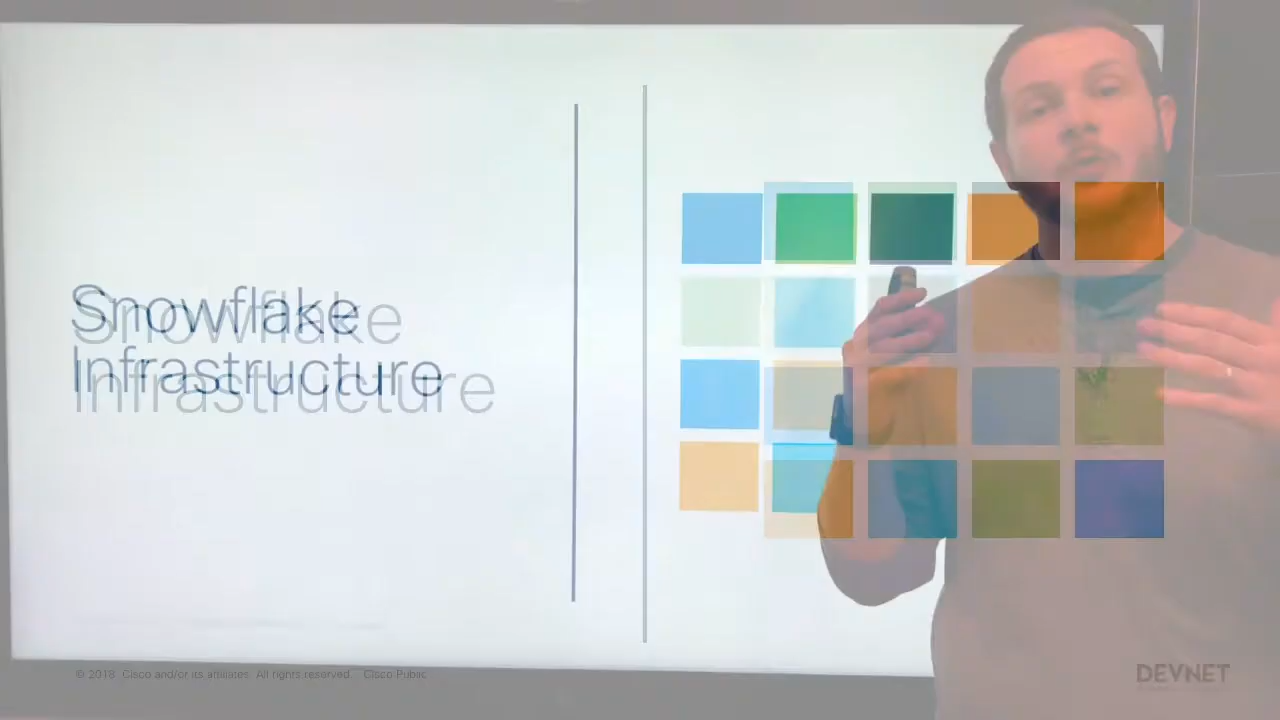 Snowflake
Infrastructure
© 2018 Cisco and/or its affiliates. All rights reserved. Cisco Public
DEVNET